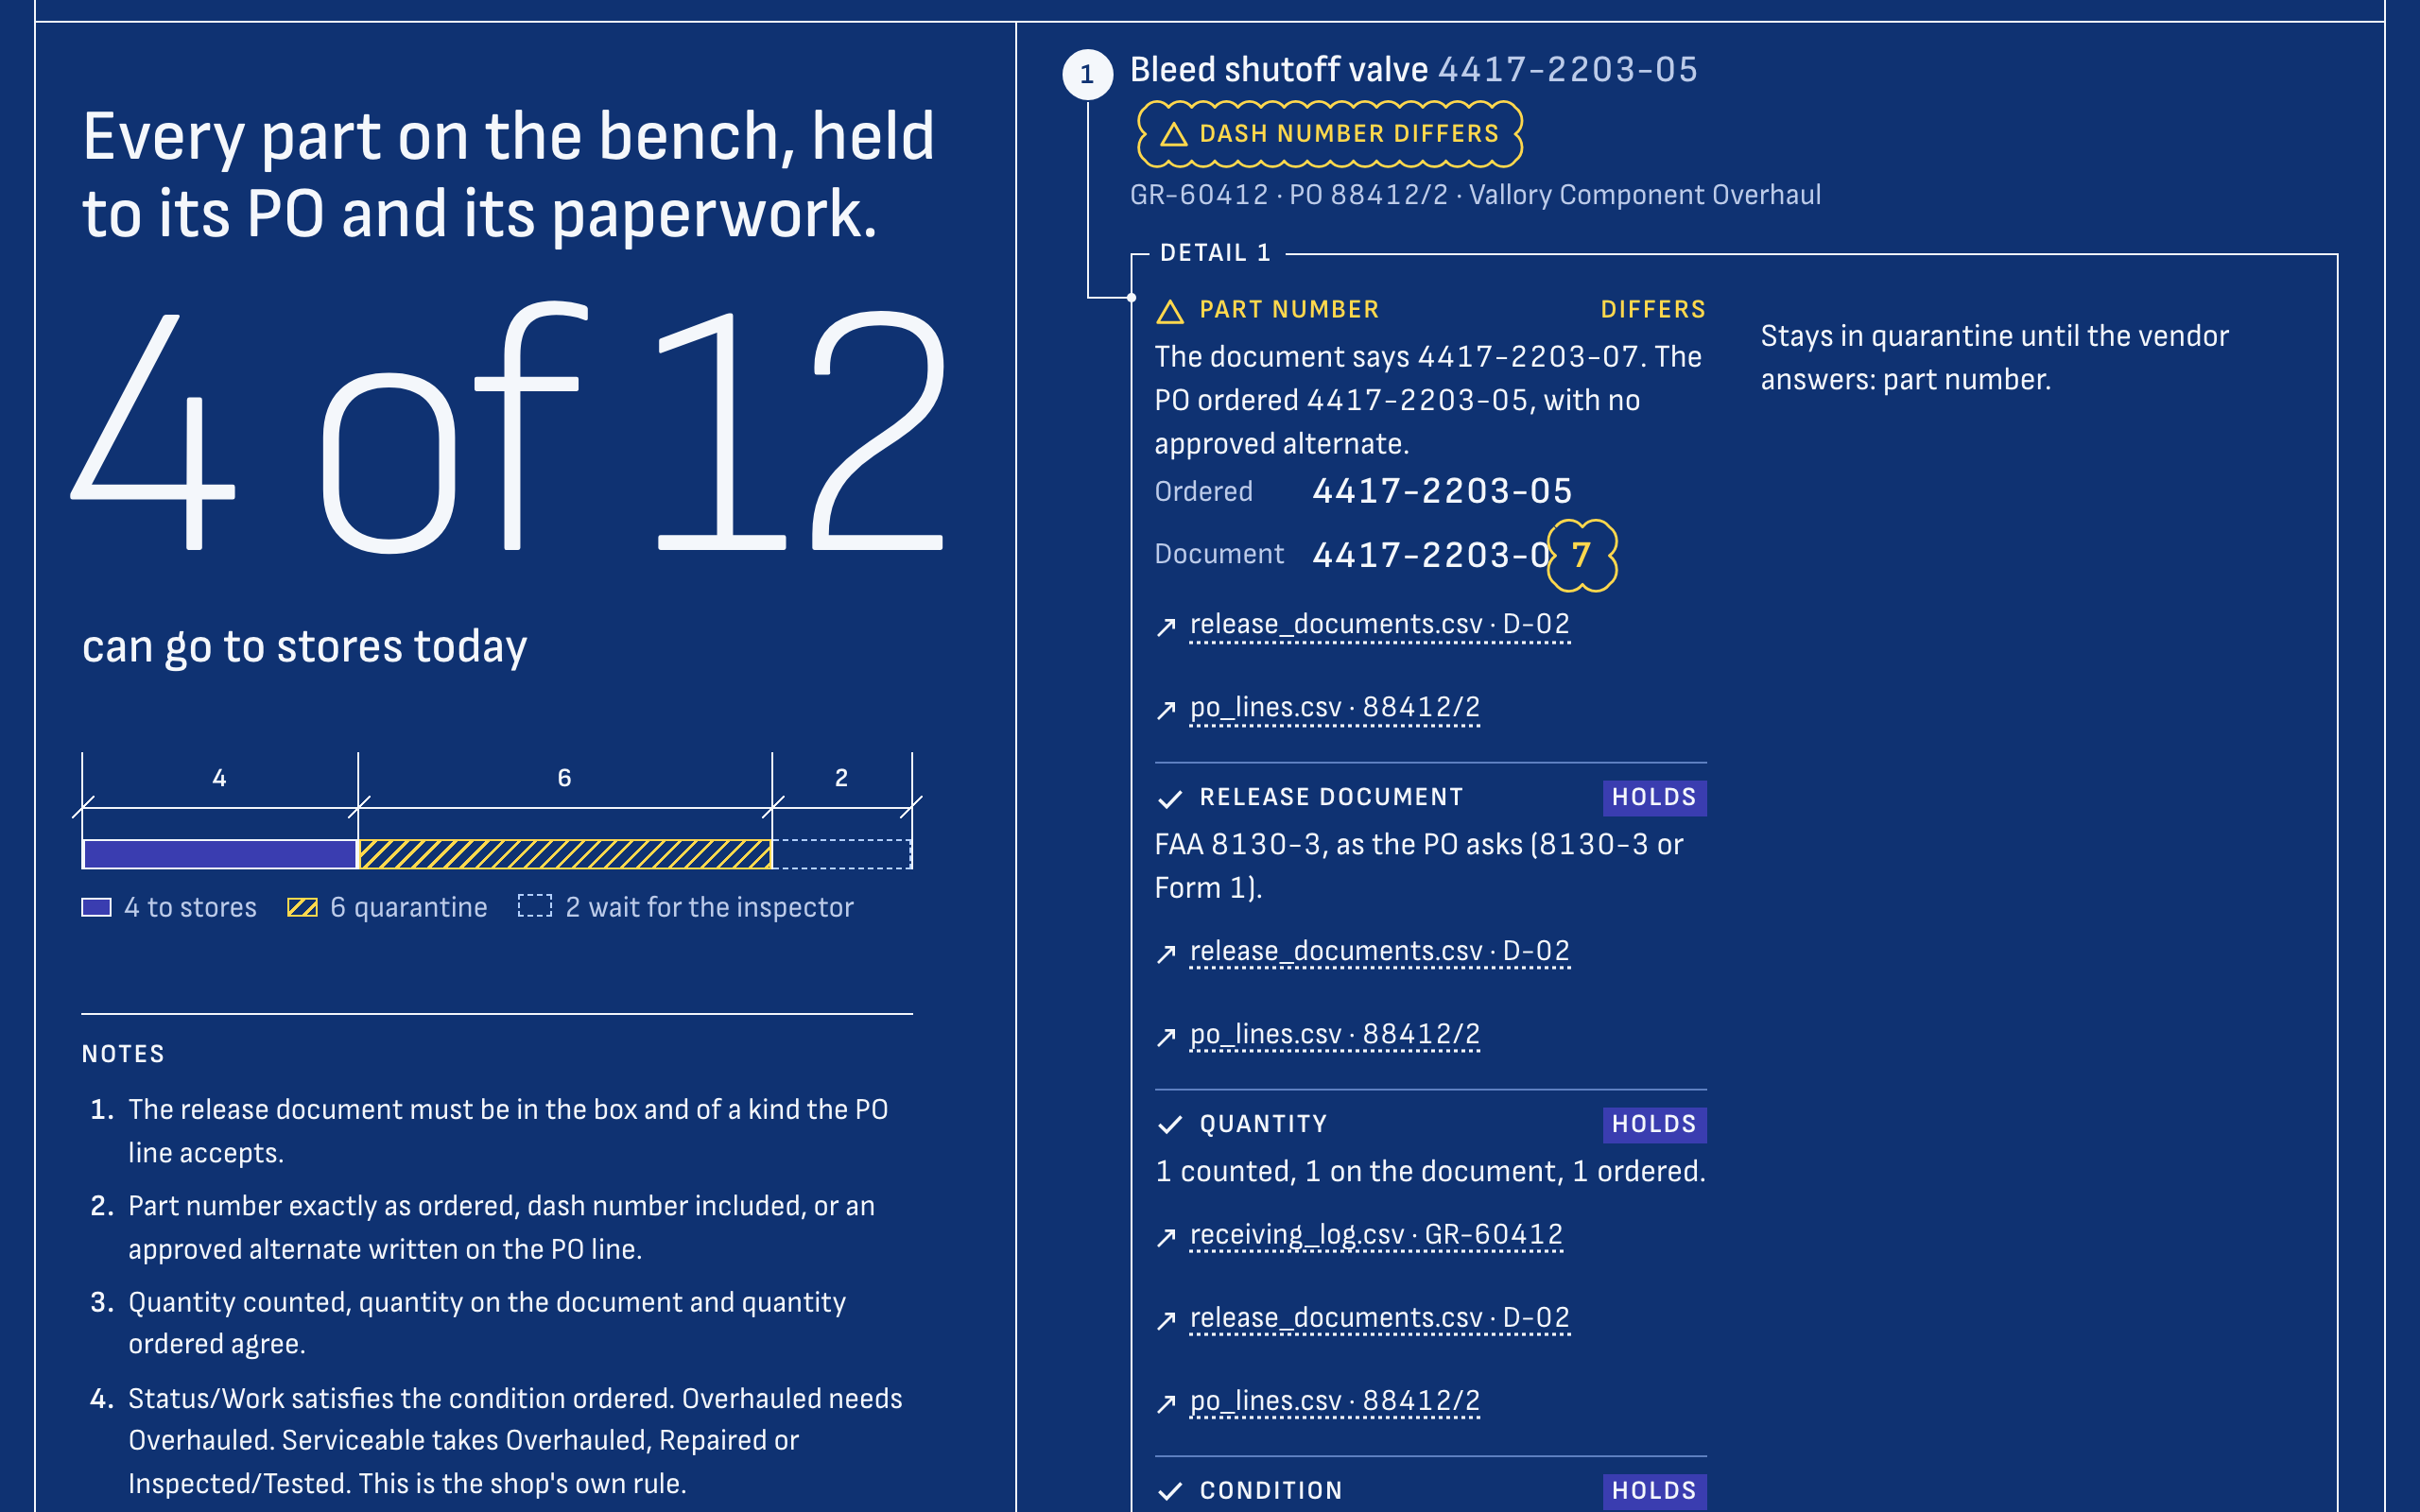 Every part on the bench, held
to its PO and its paperwork.
4 of 12
can go to stores today
4 6 2
4 to stores 6 quarantine 2 wait for the inspector
NOTES
1. The release document must be in the box and of a kind the PO
line accepts.
2. Part number exactly as ordered, dash number included, or an
approved alternate written on the PO line.
3. Quantity counted, quantity on the document and quantity
ordered agree.
4. Status/Work satisfies the condition ordered. Overhauled needs
Overhauled. Serviceable takes Overhauled, Repaired or
Inspected/Tested. This is the shop's own rule.
1 Bleed shutoff valve 4417-2203-05
DASH NUMBER DIFFERS
GR-60412 · PO 88412/2 · Vallory Component Overhaul
DETAIL 1
PART NUMBER DIFFERS
The document says 4417-2203-07. The
PO ordered 4417-2203-05, with no
approved alternate.
Ordered 4417-2203-05
Document 4417-2203-07
↗ release_documents.csv · D-02
↗ po_lines.csv · 88412/2
RELEASE DOCUMENT HOLDS
FAA 8130-3, as the PO asks (8130-3 or
Form 1).
↗ release_documents.csv · D-02
↗ po_lines.csv · 88412/2
QUANTITY HOLDS
1 counted, 1 on the document, 1 ordered.
↗ receiving_log.csv · GR-60412
↗ release_documents.csv · D-02
↗ po_lines.csv · 88412/2
CONDITION HOLDS
Stays in quarantine until the vendor
answers: part number.